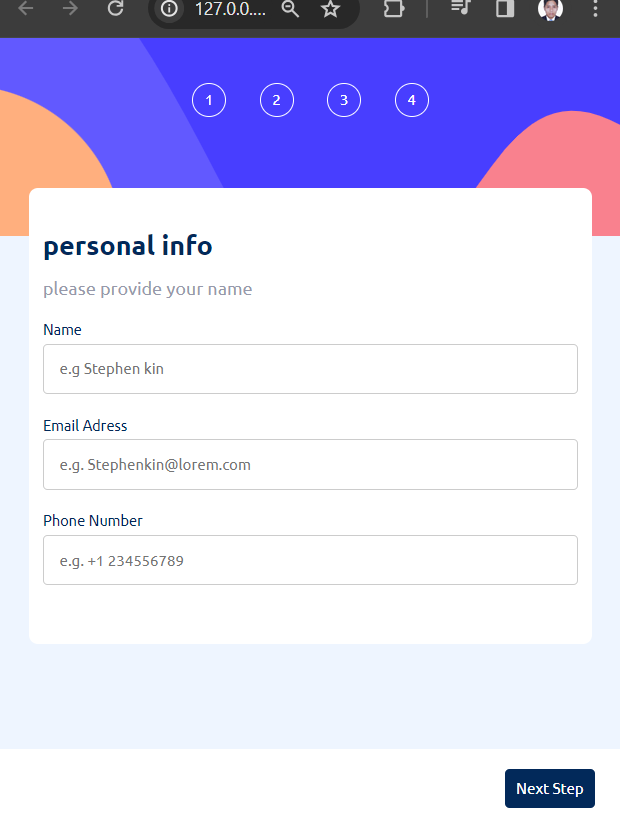 127.0.0....
1 2 3 4
personal info
please provide your name
Name
e.g Stephen kin
Email Adress
e.g. Stephenkin@lorem.com
Phone Number
e.g. +1 234556789
Next Step